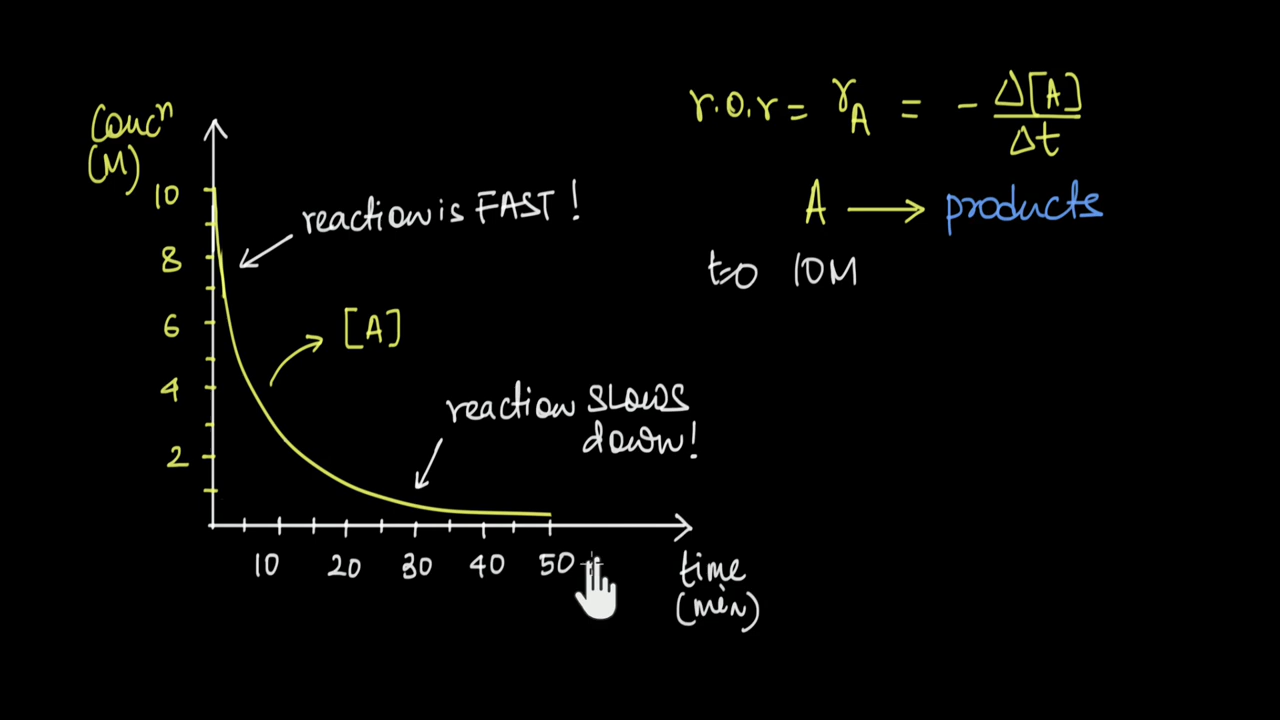 Concⁿ
(M)
10
8
6
4
2
reaction is FAST!
[A]
reaction SLOWS
down!
10 20 30 40 50
time
(min)
r.o.r = r_A = - Δ[A]/Δt
A → products
t=0 10M